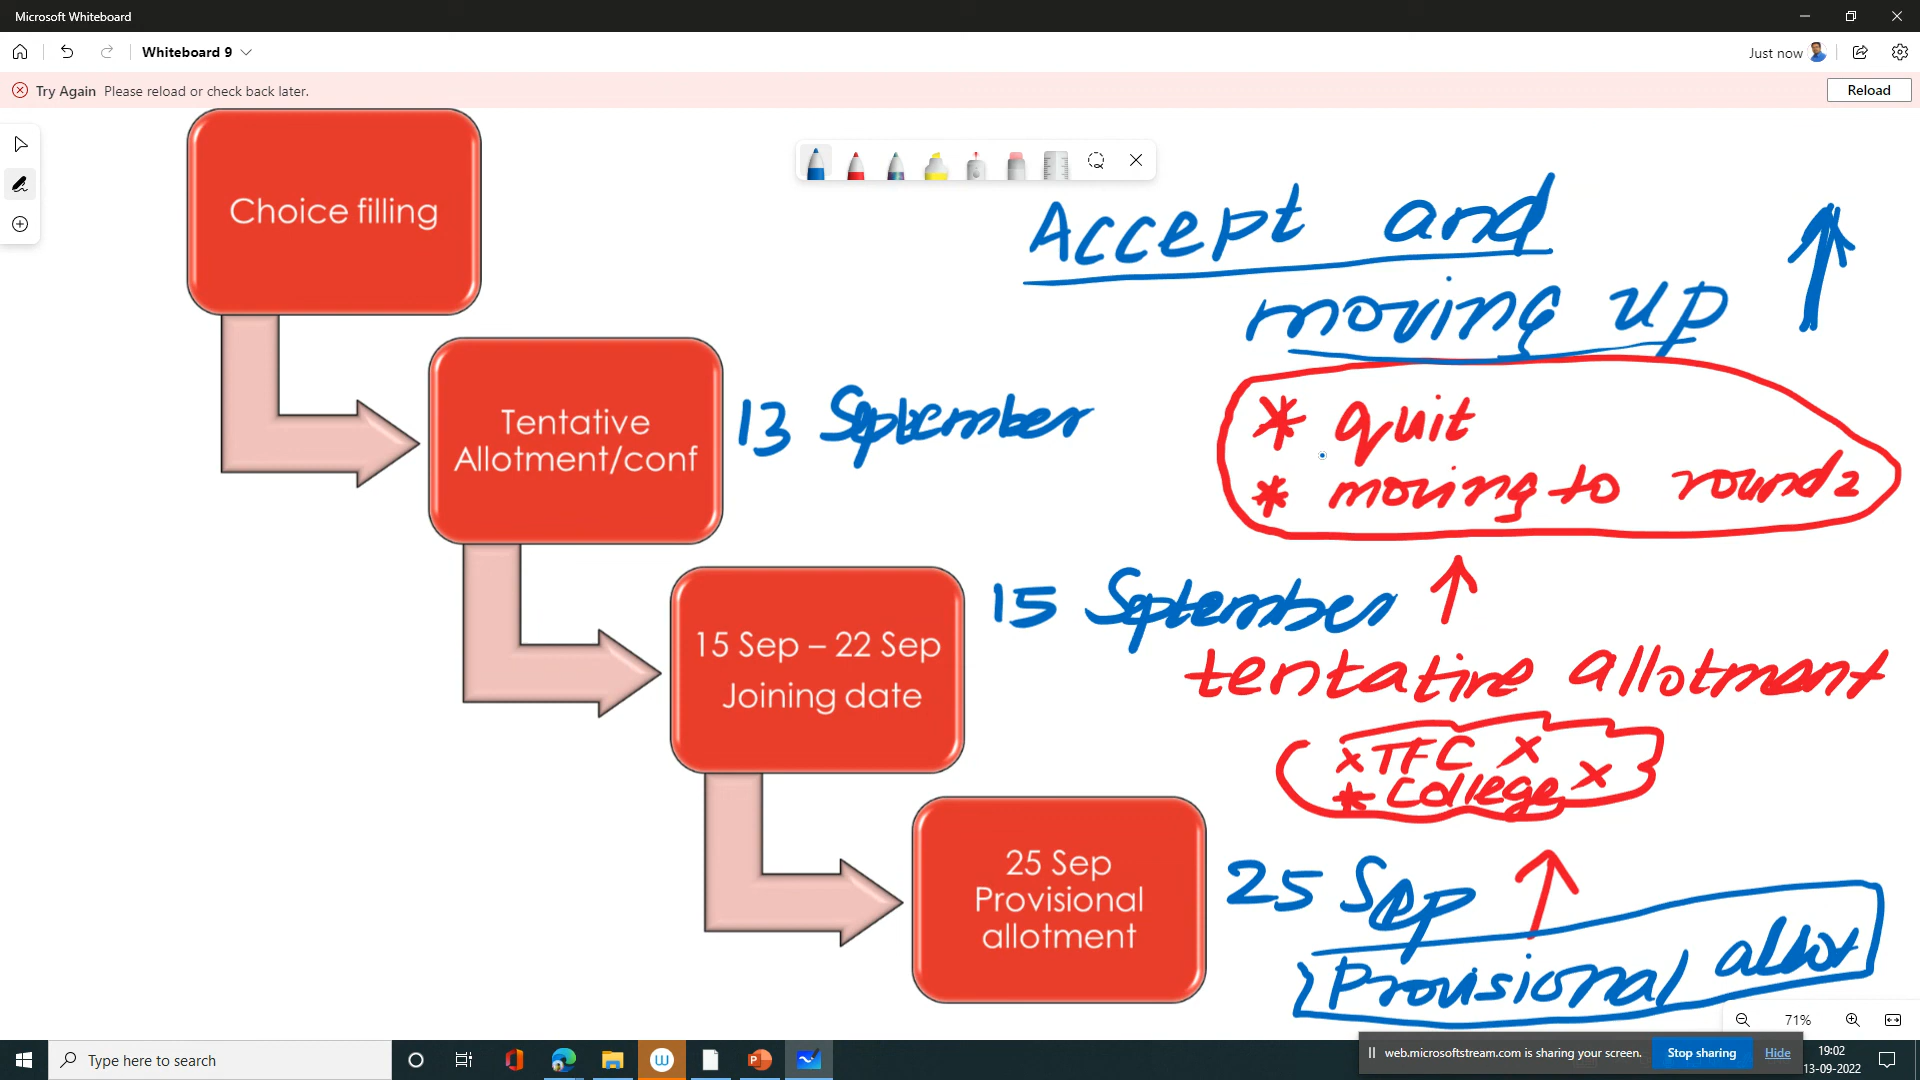 Microsoft Whiteboard
Whiteboard 9
Just now
Try Again Please reload or check back later.
Reload
Choice filling
Accept and
moving up
Tentative
Allotment/conf
13 September
* quit
* moving to round 2
15 Sep – 22 Sep
Joining date
15 September
tentative allotment
x TFC x
* College x
25 Sep
Provisional
allotment
25 Sep
Provisional allot
71%
Type here to search
web.microsoftstream.com is sharing your screen.
Stop sharing
Hide
19:02
13-09-2022